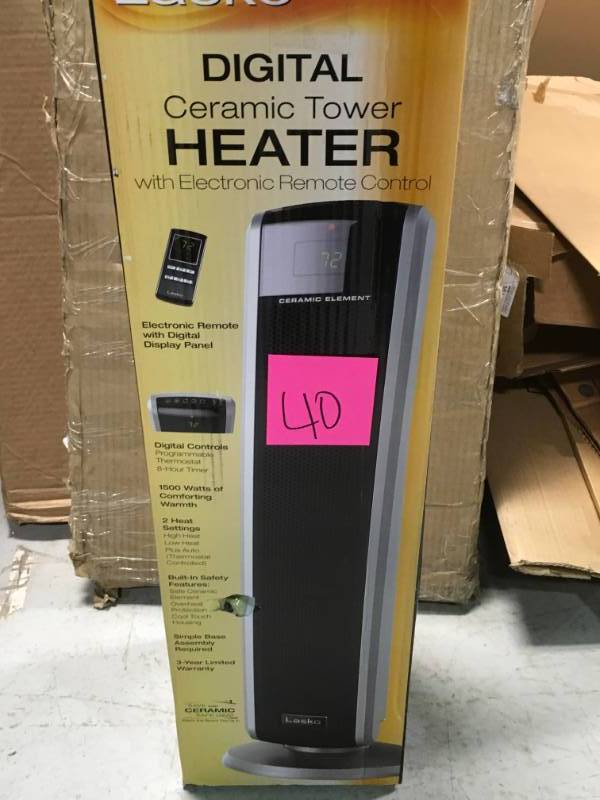 Lasko
DIGITAL
Ceramic Tower
HEATER
with Electronic Remote Control
72
72
CERAMIC ELEMENT
Electronic Remote
with Digital
Display Panel
40
Digital Controls
Programmable
Thermostat
8-Hour Timer
1500 Watts of
Comforting
Warmth
2 Heat
Settings
High Heat
Low Heat
Plus Auto
(Thermostat
Controlled)
Built-In Safety
Features:
Safe Ceramic
Element
Overheat
Protection
Cool Touch
Housing
Simple Base
Assembly
Required
3-Year Limited
Warranty
CERAMIC
Lasko